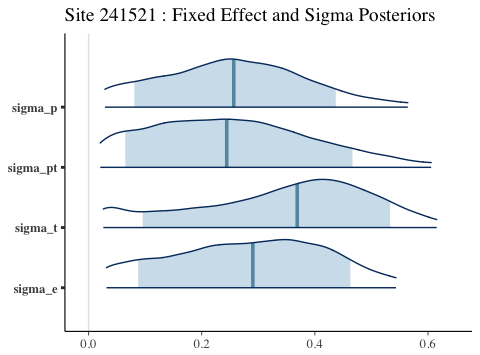 Site 241521 : Fixed Effect and Sigma Posteriors
sigma_p
sigma_pt
sigma_t
sigma_e
0.0 0.2 0.4 0.6